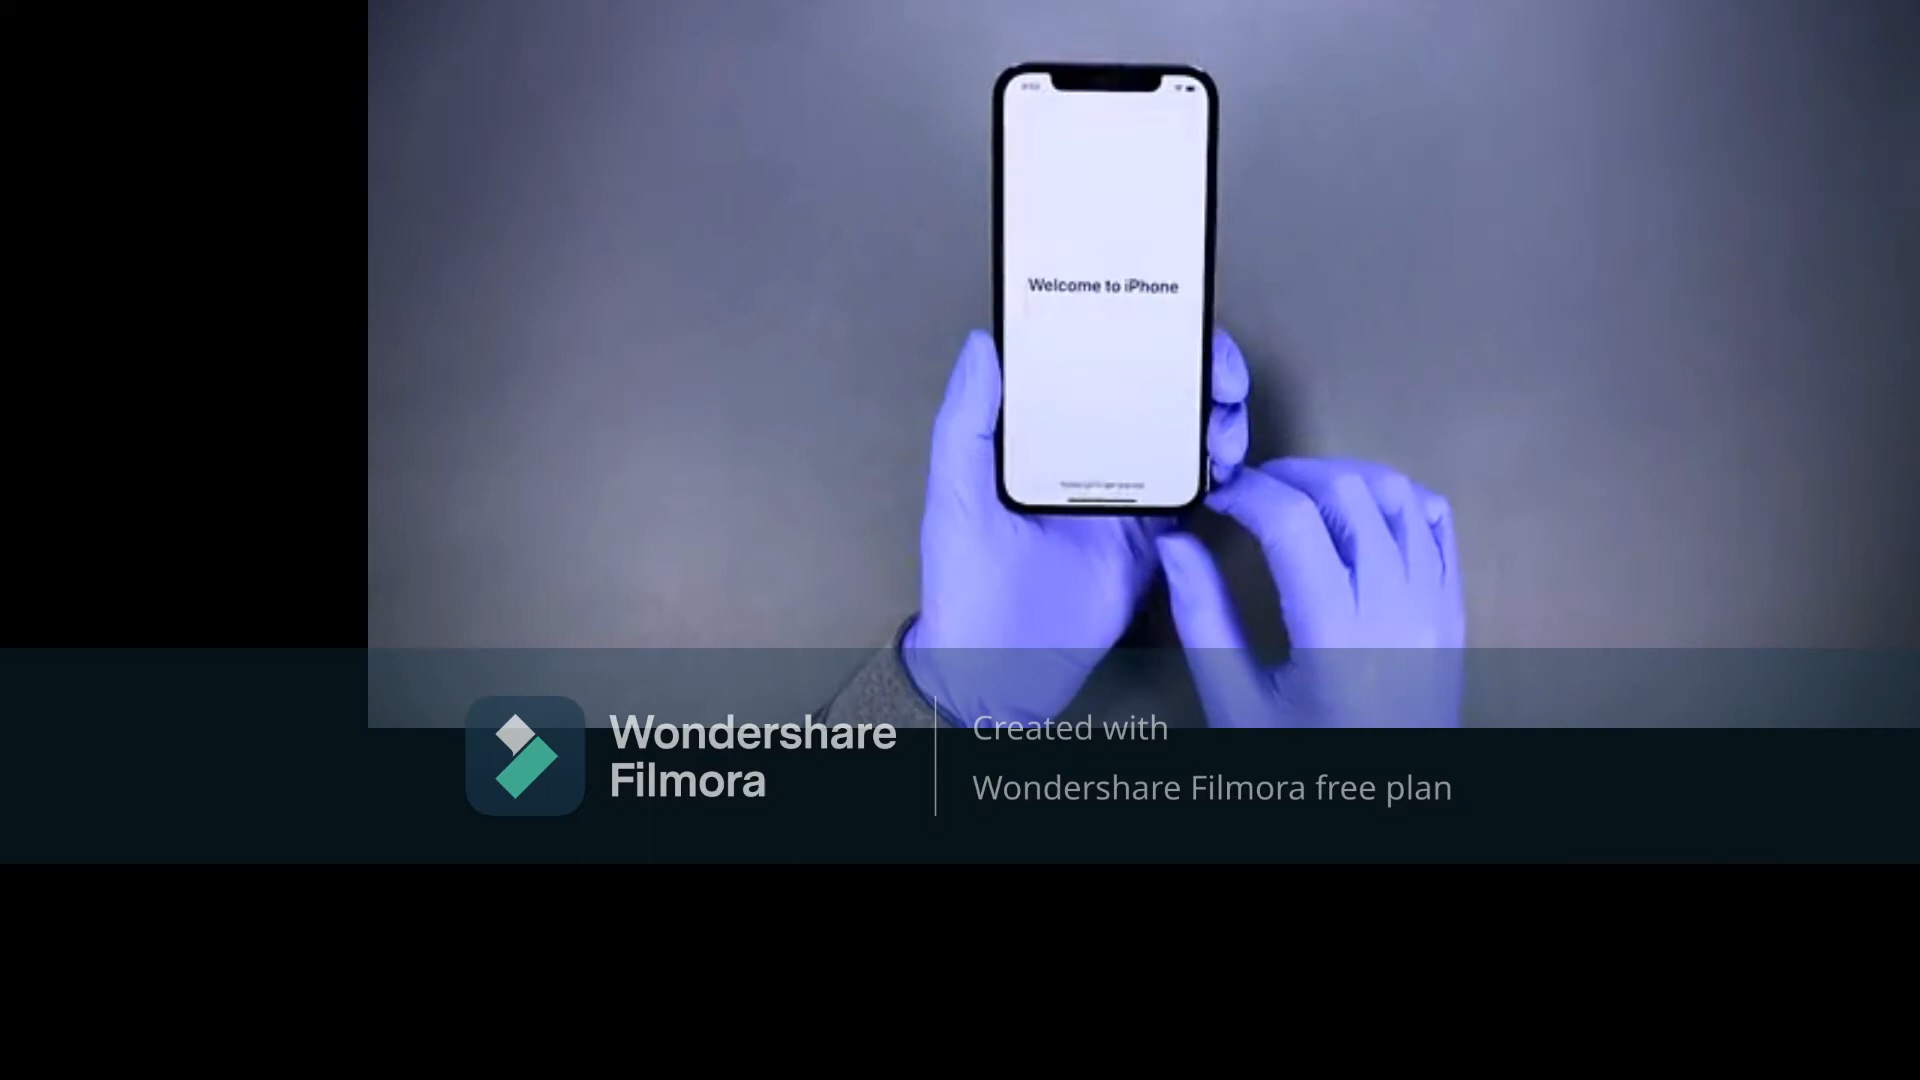 Welcome to iPhone
Wondershare
Filmora
Created with
Wondershare Filmora free plan